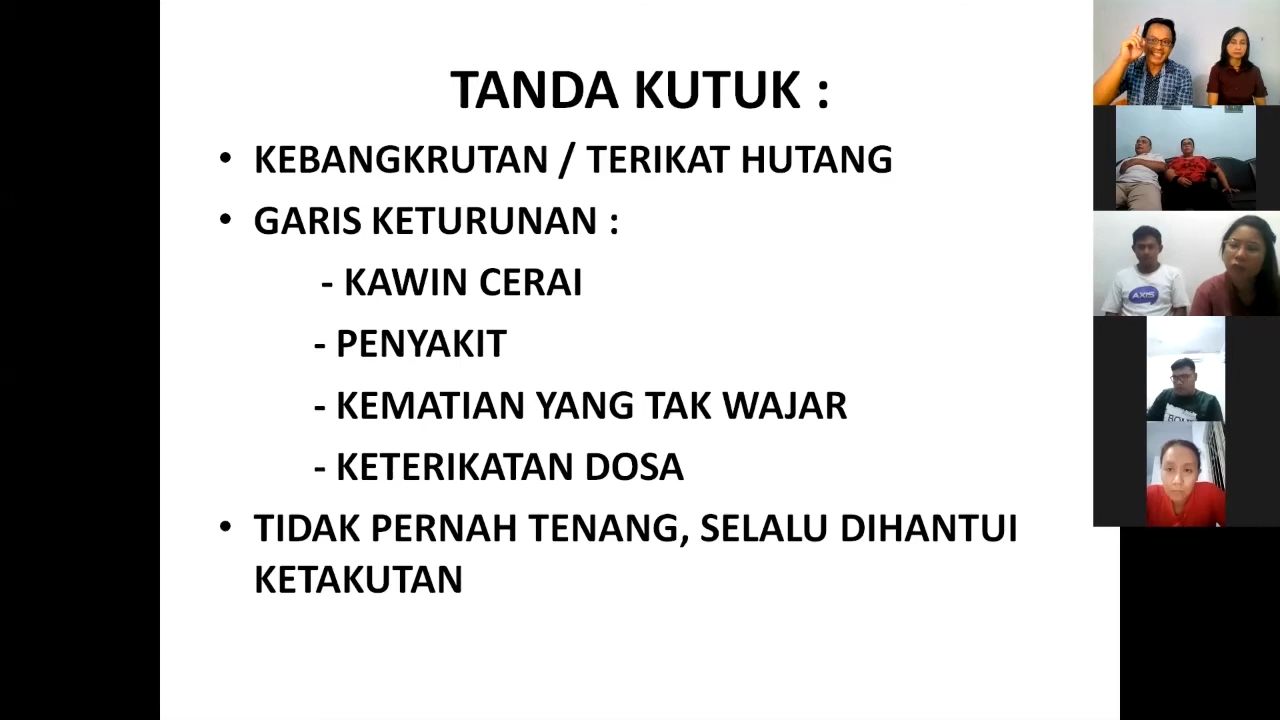 TANDA KUTUK :
• KEBANGKRUTAN / TERIKAT HUTANG
• GARIS KETURUNAN :
- KAWIN CERAI
- PENYAKIT
- KEMATIAN YANG TAK WAJAR
- KETERIKATAN DOSA
• TIDAK PERNAH TENANG, SELALU DIHANTUI
KETAKUTAN
AXIS